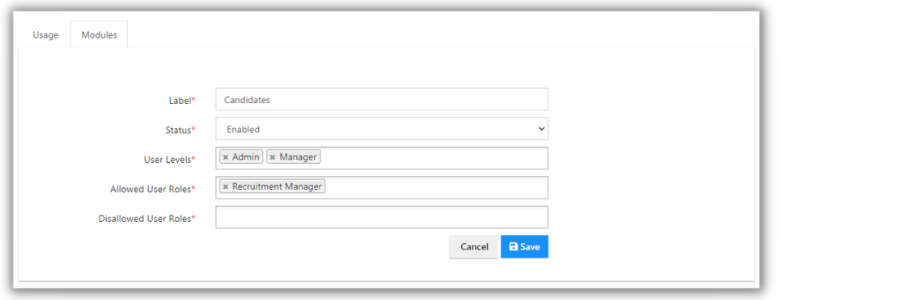 Usage Modules
Label* Candidates
Status* Enabled
User Levels* × Admin × Manager
Allowed User Roles* × Recruitment Manager
Disallowed User Roles*
Cancel Save